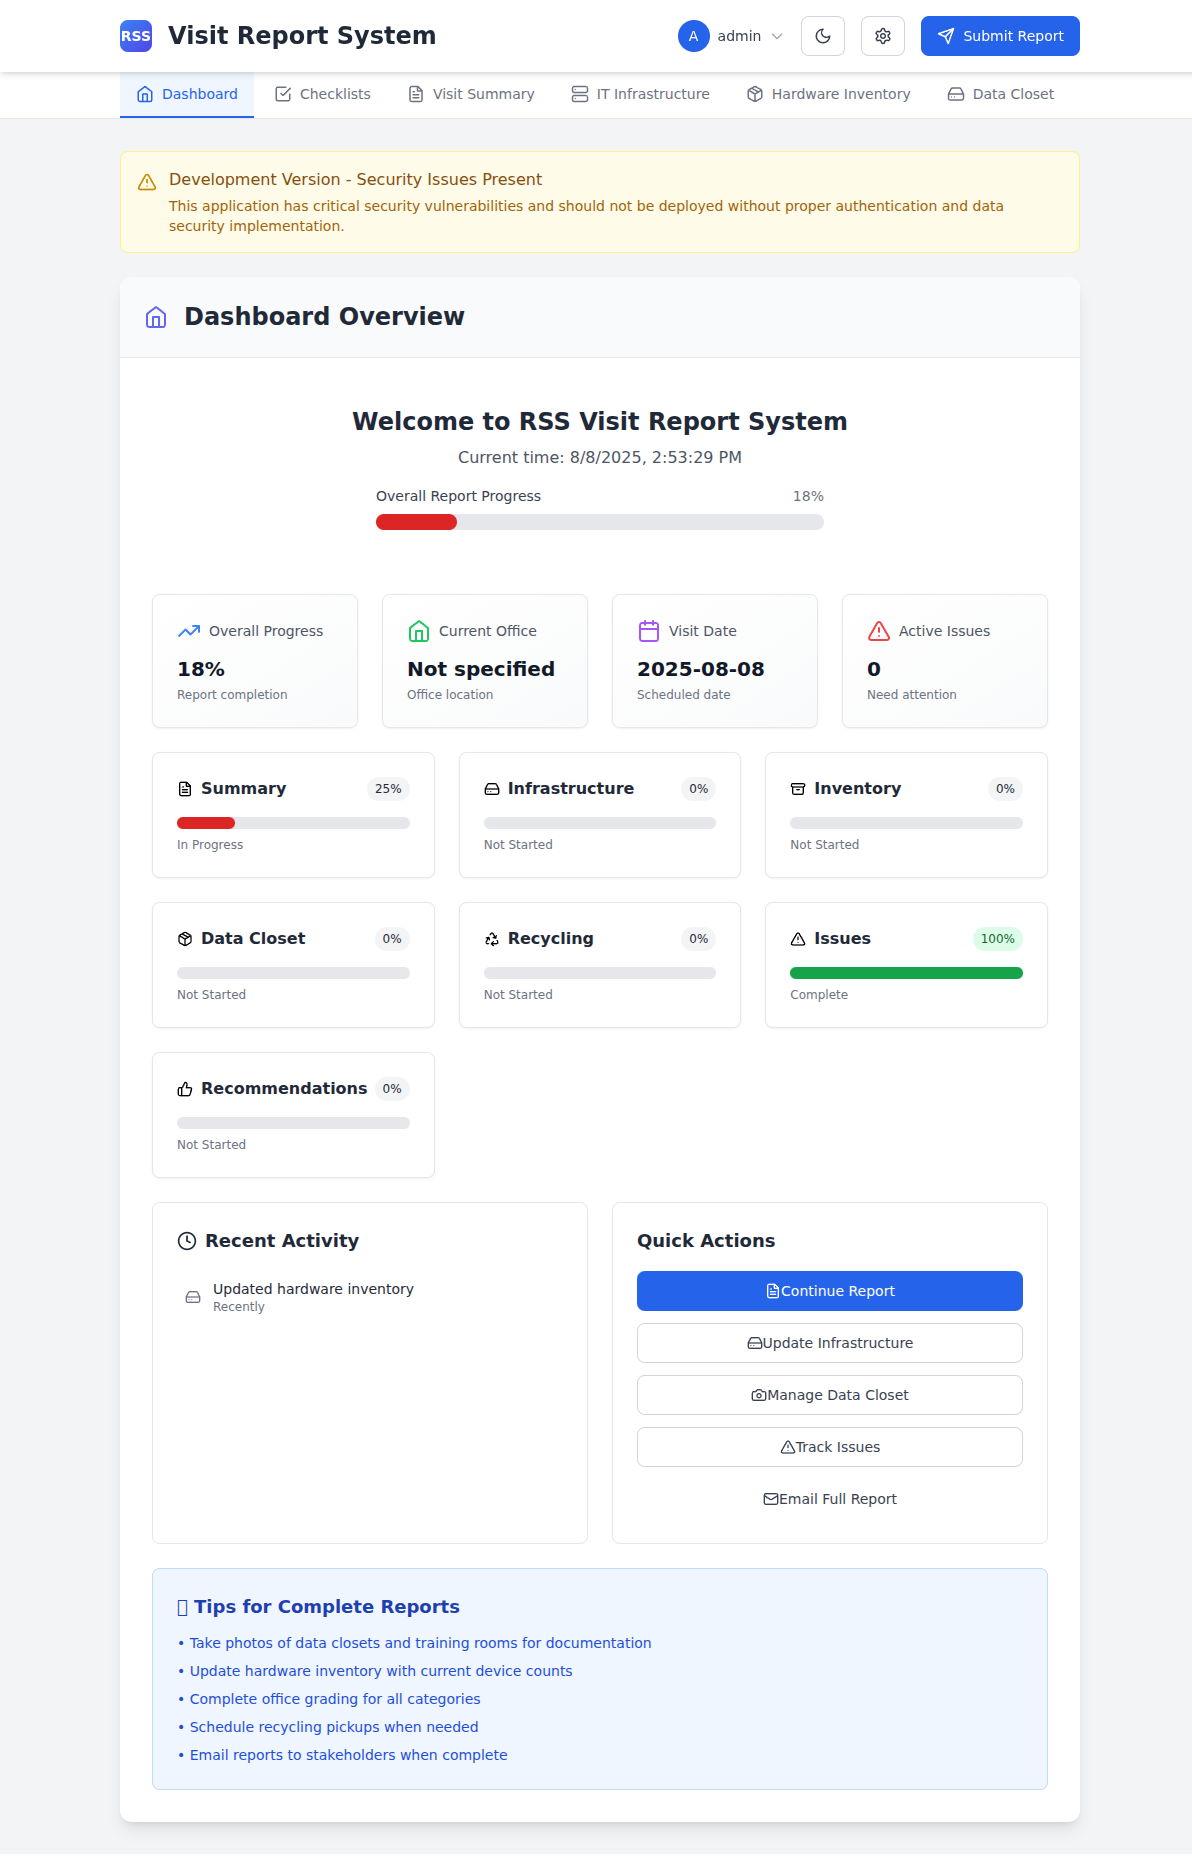 RSS Visit Report System A admin Submit Report
Dashboard Checklists Visit Summary IT Infrastructure Hardware Inventory Data Closet
Development Version - Security Issues Present
This application has critical security vulnerabilities and should not be deployed without proper authentication and data
security implementation.
Dashboard Overview
Welcome to RSS Visit Report System
Current time: 8/8/2025, 2:53:29 PM
Overall Report Progress 18%
Overall Progress
18%
Report completion
Current Office
Not specified
Office location
Visit Date
2025-08-08
Scheduled date
Active Issues
0
Need attention
Summary 25%
In Progress
Infrastructure 0%
Not Started
Inventory 0%
Not Started
Data Closet 0%
Not Started
Recycling 0%
Not Started
Issues 100%
Complete
Recommendations 0%
Not Started
Recent Activity
Updated hardware inventory
Recently
Quick Actions
Continue Report
Update Infrastructure
Manage Data Closet
Track Issues
Email Full Report
Tips for Complete Reports
• Take photos of data closets and training rooms for documentation
• Update hardware inventory with current device counts
• Complete office grading for all categories
• Schedule recycling pickups when needed
• Email reports to stakeholders when complete